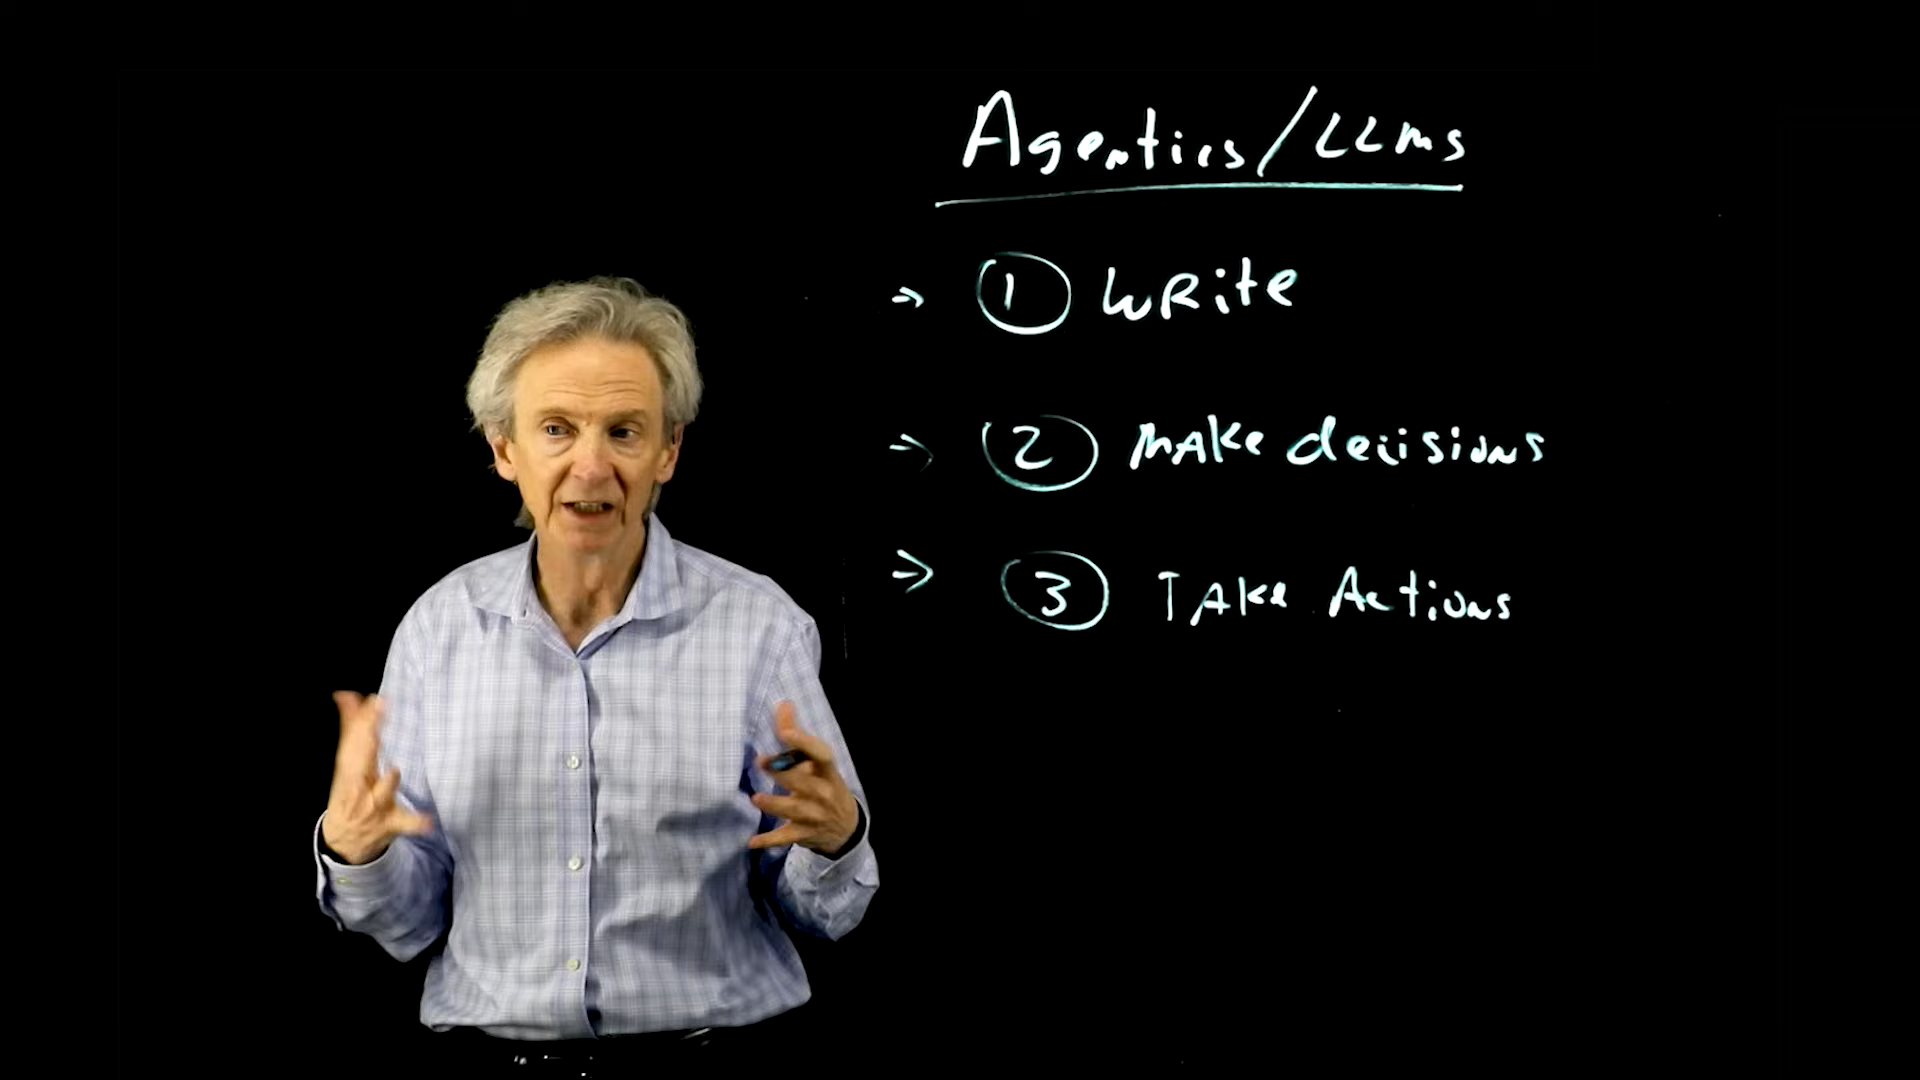 Agentics/LLMs
→ 1 Write
→ 2 MAke decisions
→ 3 TAke Actions